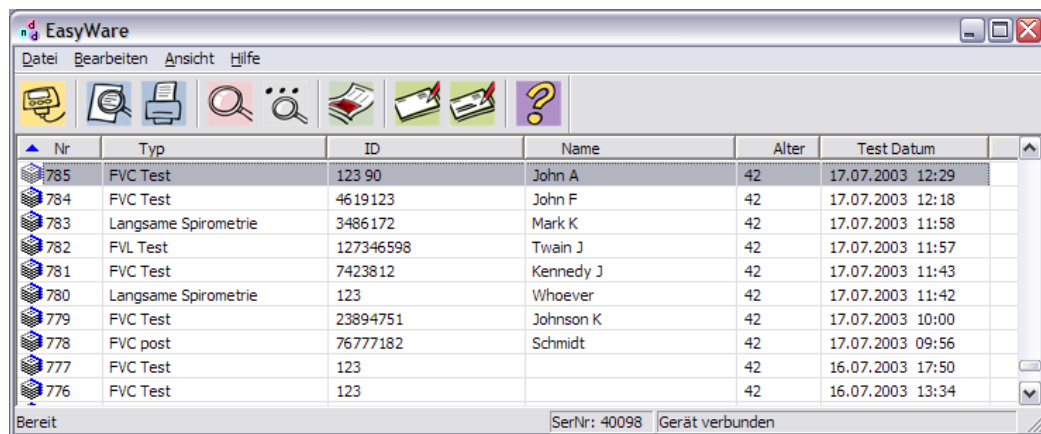 EasyWare
Datei Bearbeiten Ansicht Hilfe
Nr Typ ID Name Alter Test Datum
785 FVC Test 123 90 John A 42 17.07.2003 12:29
784 FVC Test 4619123 John F 42 17.07.2003 12:18
783 Langsame Spirometrie 3486172 Mark K 42 17.07.2003 11:58
782 FVL Test 127346598 Twain J 42 17.07.2003 11:57
781 FVC Test 7423812 Kennedy J 42 17.07.2003 11:43
780 Langsame Spirometrie 123 Whoever 42 17.07.2003 11:42
779 FVC Test 23894751 Johnson K 42 17.07.2003 10:00
778 FVC post 76777182 Schmidt 42 17.07.2003 09:56
777 FVC Test 123 42 16.07.2003 17:50
776 FVC Test 123 42 16.07.2003 13:34
Bereit SerNr: 40098 Gerät verbunden